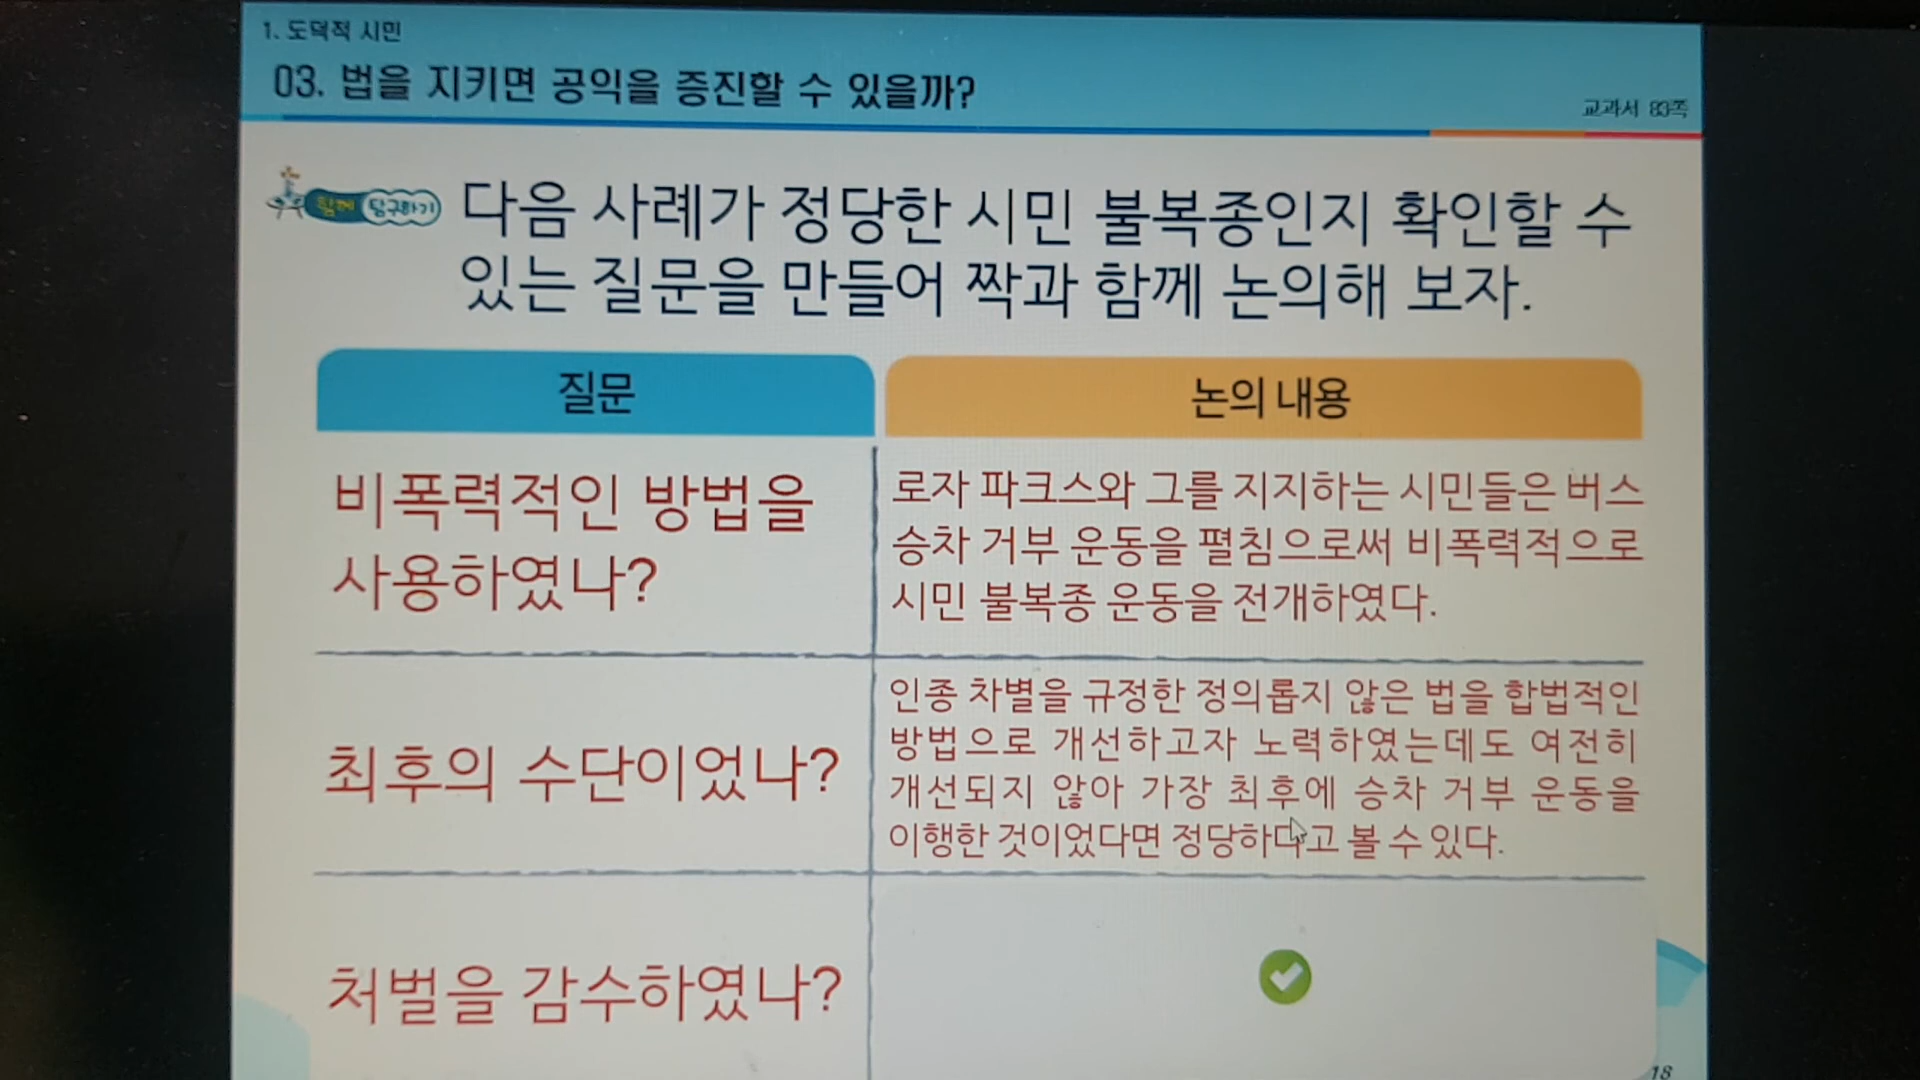 1. 도덕적 시민
03. 법을 지키면 공익을 증진할 수 있을까?
교과서 83쪽
함께 탐구하기
다음 사례가 정당한 시민 불복종인지 확인할 수
있는 질문을 만들어 짝과 함께 논의해 보자.
질문
논의 내용
비폭력적인 방법을
사용하였나?
로자 파크스와 그를 지지하는 시민들은 버스
승차 거부 운동을 펼침으로써 비폭력적으로
시민 불복종 운동을 전개하였다.
최후의 수단이었나?
인종 차별을 규정한 정의롭지 않은 법을 합법적인
방법으로 개선하고자 노력하였는데도 여전히
개선되지 않아 가장 최후에 승차 거부 운동을
이행한 것이었다면 정당하다고 볼 수 있다.
처벌을 감수하였나?
18